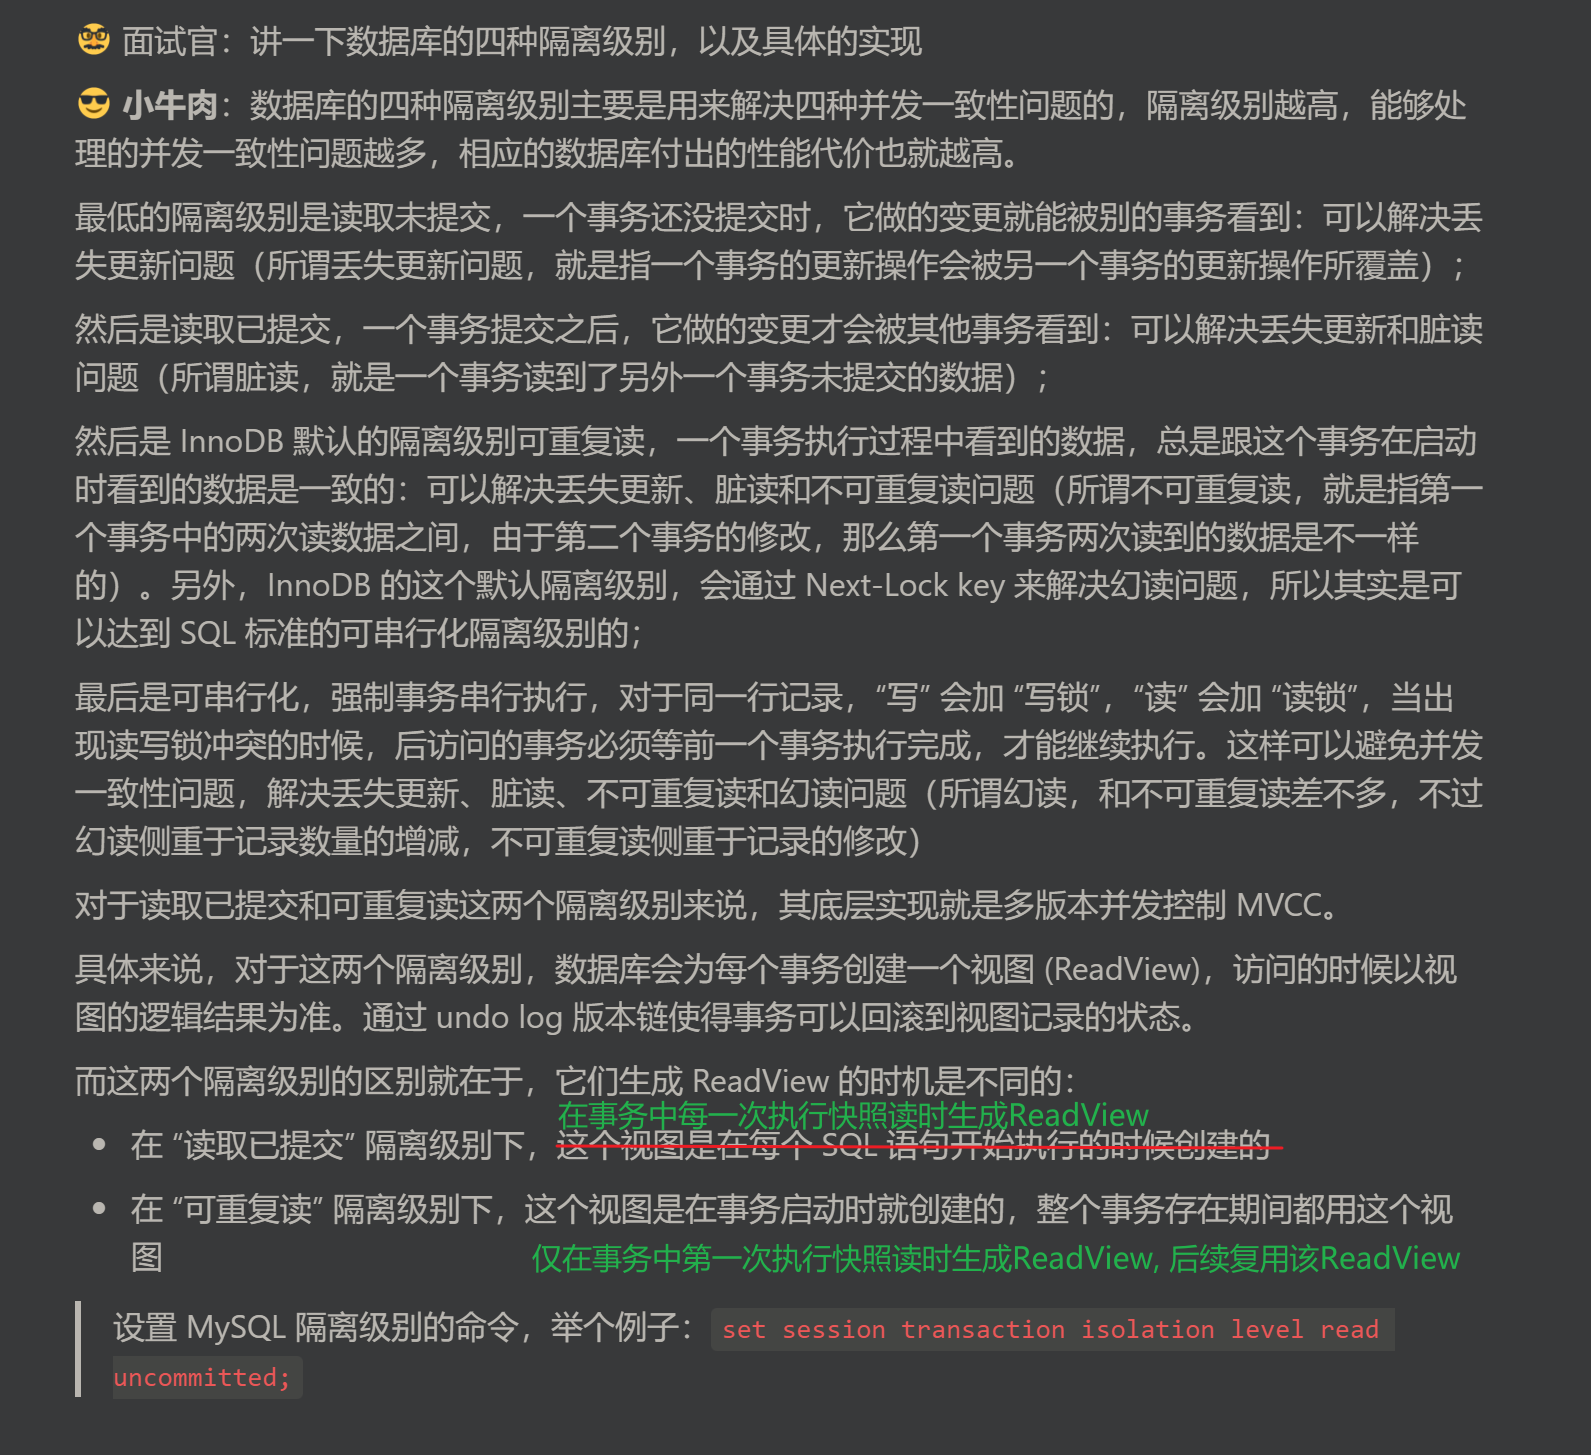 🥸 面试官：讲一下数据库的四种隔离级别，以及具体的实现
😎 小牛肉：数据库的四种隔离级别主要是用来解决四种并发一致性问题的，隔离级别越高，能够处
理的并发一致性问题越多，相应的数据库付出的性能代价也就越高。
最低的隔离级别是读取未提交，一个事务还没提交时，它做的变更就能被别的事务看到：可以解决丢
失更新问题（所谓丢失更新问题，就是指一个事务的更新操作会被另一个事务的更新操作所覆盖）；
然后是读取已提交，一个事务提交之后，它做的变更才会被其他事务看到：可以解决丢失更新和脏读
问题（所谓脏读，就是一个事务读到了另外一个事务未提交的数据）；
然后是 InnoDB 默认的隔离级别可重复读，一个事务执行过程中看到的数据，总是跟这个事务在启动
时看到的数据是一致的：可以解决丢失更新、脏读和不可重复读问题（所谓不可重复读，就是指第一
个事务中的两次读数据之间，由于第二个事务的修改，那么第一个事务两次读到的数据是不一样
的）。另外，InnoDB 的这个默认隔离级别，会通过 Next-Lock key 来解决幻读问题，所以其实是可
以达到 SQL 标准的可串行化隔离级别的；
最后是可串行化，强制事务串行执行，对于同一行记录，“写” 会加 “写锁”，“读” 会加 “读锁”，当出
现读写锁冲突的时候，后访问的事务必须等前一个事务执行完成，才能继续执行。这样可以避免并发
一致性问题，解决丢失更新、脏读、不可重复读和幻读问题（所谓幻读，和不可重复读差不多，不过
幻读侧重于记录数量的增减，不可重复读侧重于记录的修改）
对于读取已提交和可重复读这两个隔离级别来说，其底层实现就是多版本并发控制 MVCC。
具体来说，对于这两个隔离级别，数据库会为每个事务创建一个视图 (ReadView)，访问的时候以视
图的逻辑结果为准。通过 undo log 版本链使得事务可以回滚到视图记录的状态。
而这两个隔离级别的区别就在于，它们生成 ReadView 的时机是不同的：
在事务中每一次执行快照读时生成ReadView
• 在 “读取已提交” 隔离级别下，这个视图是在每个 SQL 语句开始执行的时候创建的
• 在 “可重复读” 隔离级别下，这个视图是在事务启动时就创建的，整个事务存在期间都用这个视
图
仅在事务中第一次执行快照读时生成ReadView, 后续复用该ReadView
设置 MySQL 隔离级别的命令，举个例子：set session transaction isolation level read
uncommitted;